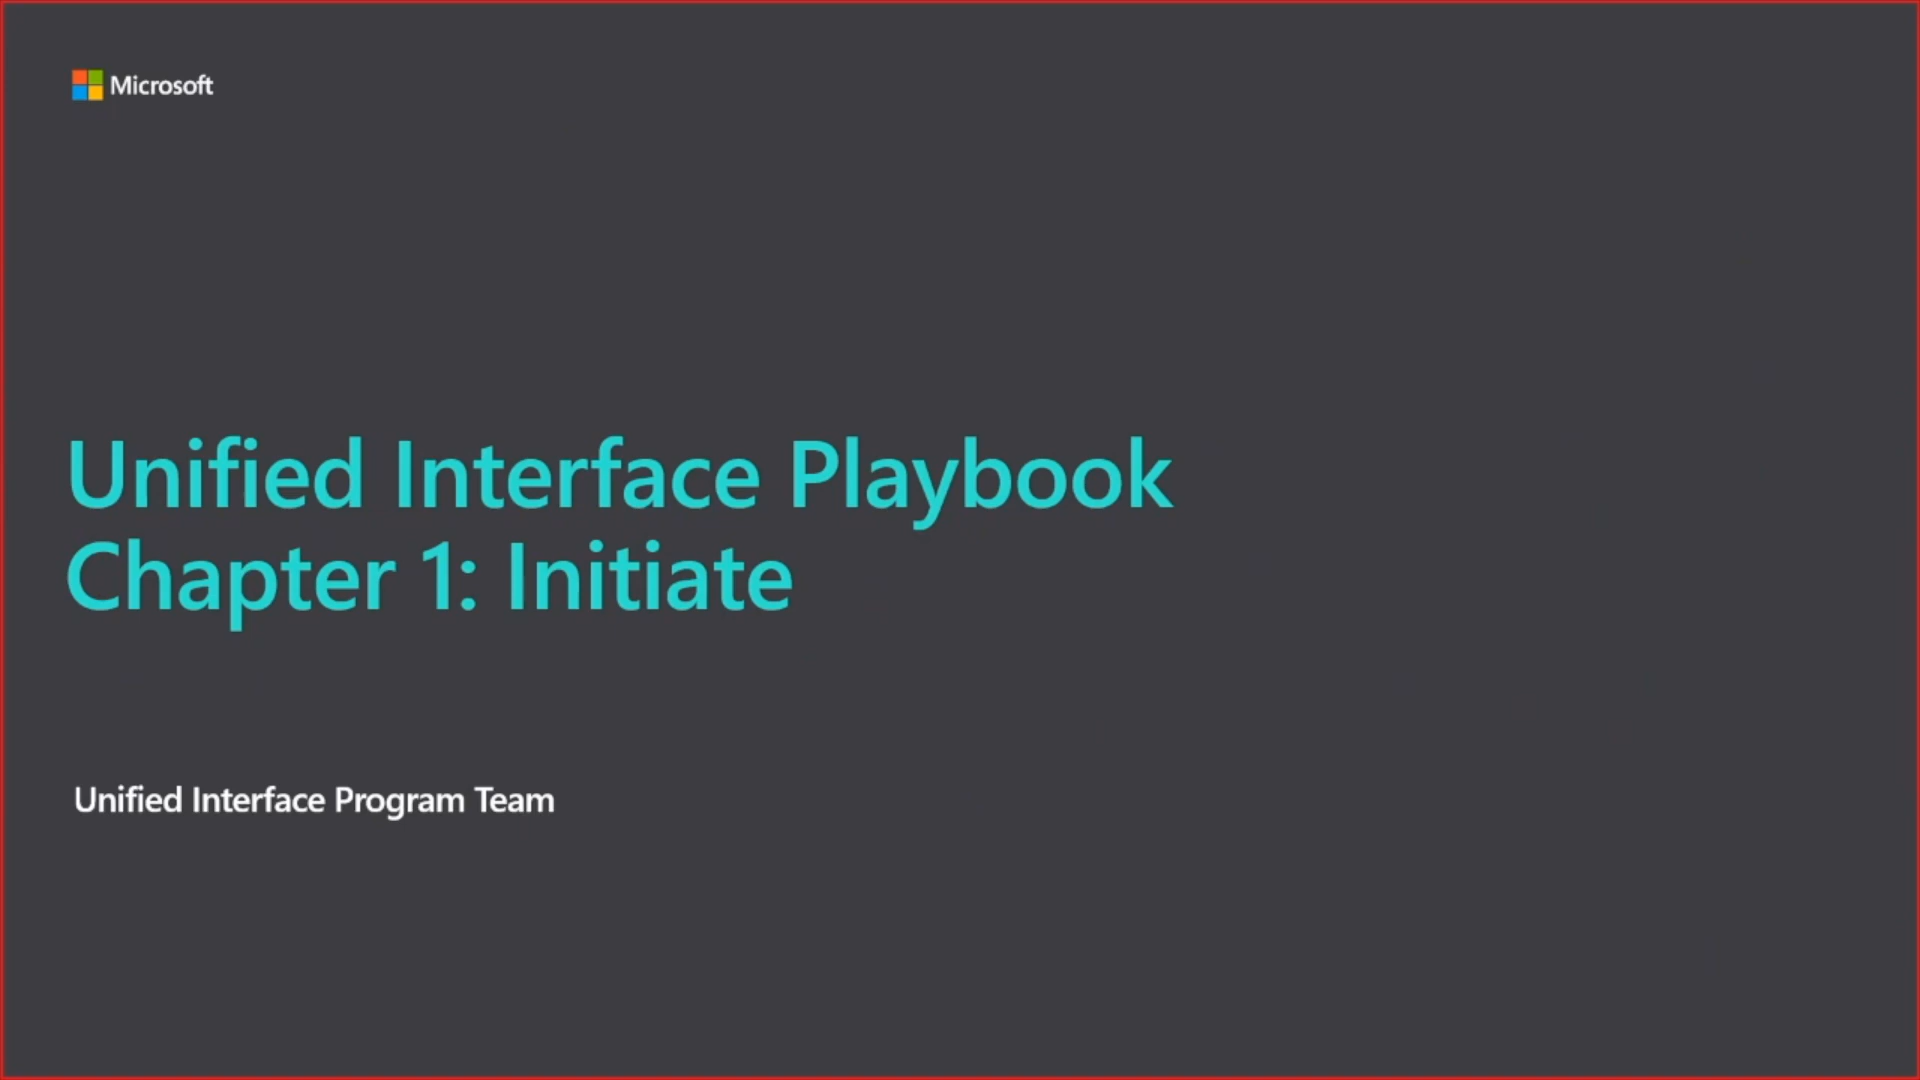 Microsoft
Unified Interface Playbook
Chapter 1: Initiate
Unified Interface Program Team